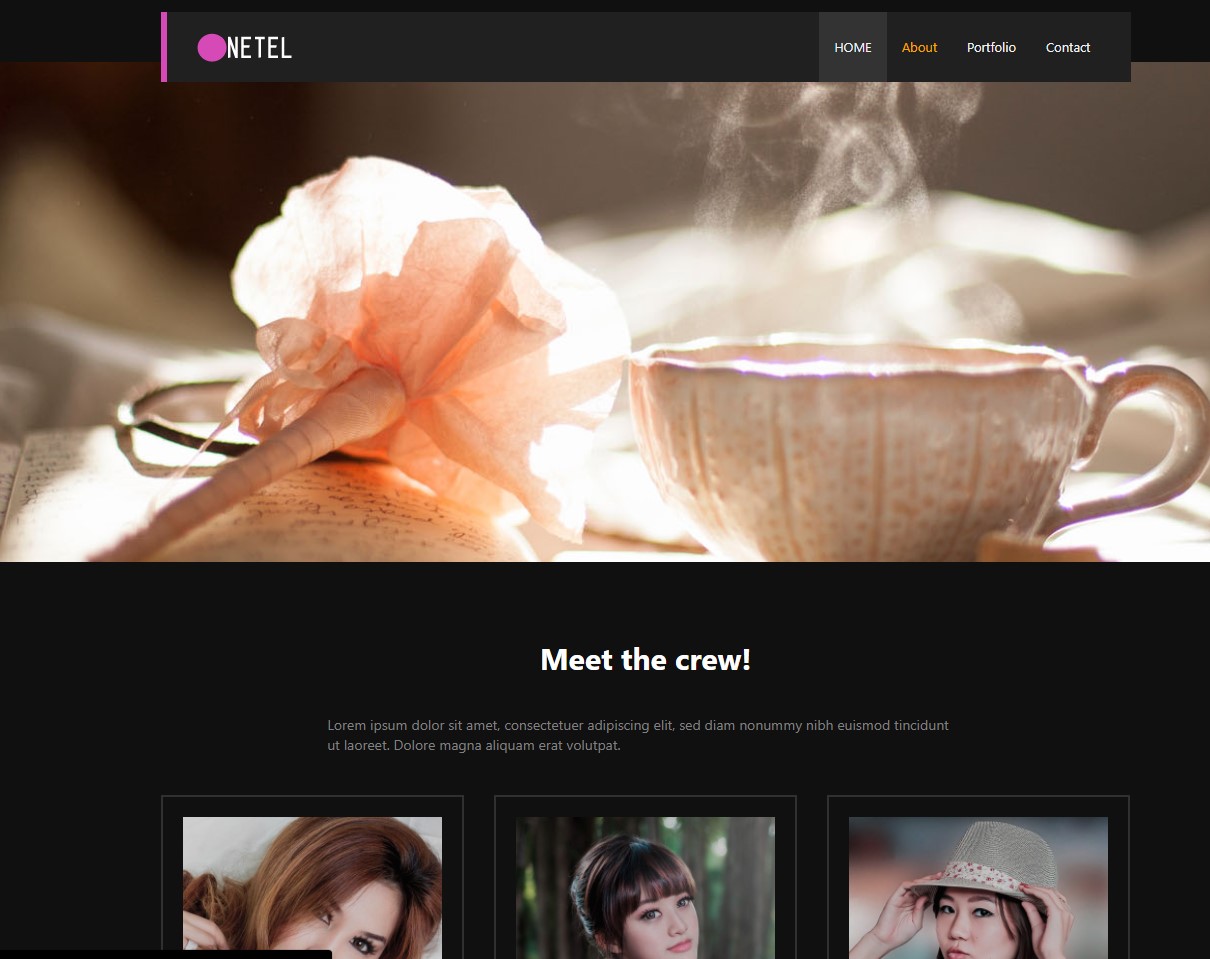 NETEL
HOME About Portfolio Contact
Meet the crew!
Lorem ipsum dolor sit amet, consectetuer adipiscing elit, sed diam nonummy nibh euismod tincidunt
ut laoreet. Dolore magna aliquam erat volutpat.